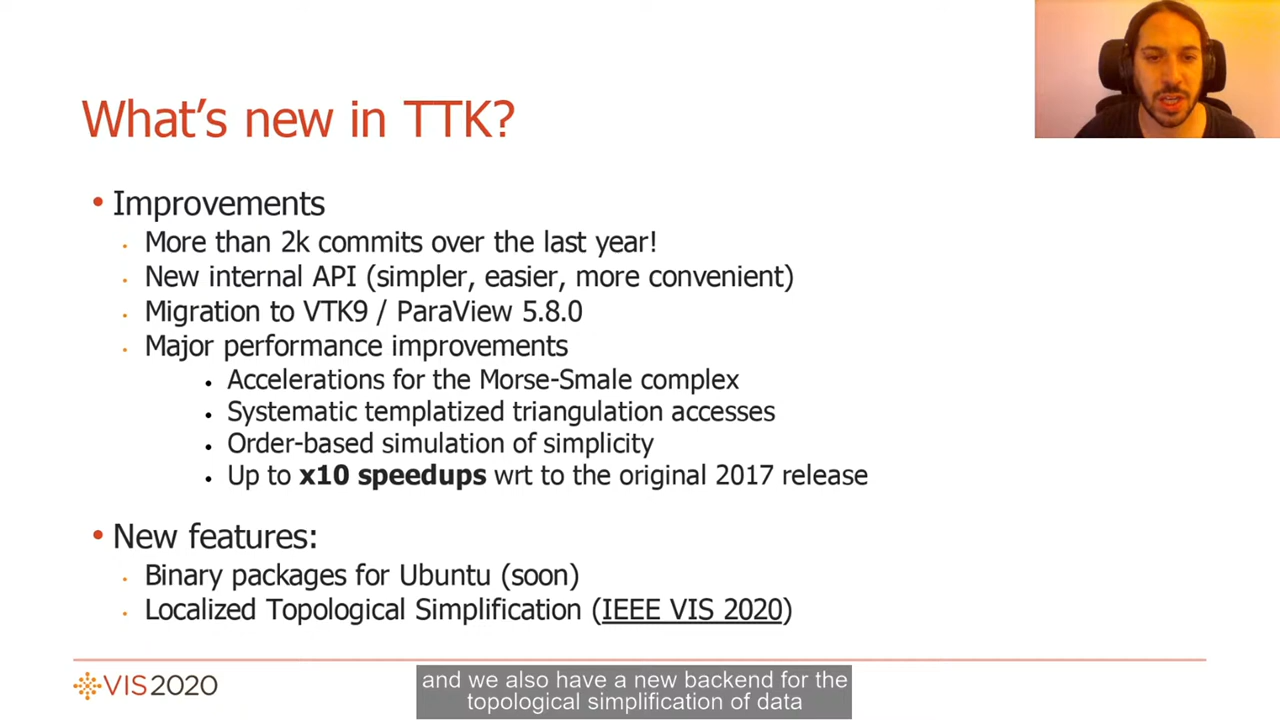 What's new in TTK?
• Improvements
· More than 2k commits over the last year!
· New internal API (simpler, easier, more convenient)
· Migration to VTK9 / ParaView 5.8.0
· Major performance improvements
• Accelerations for the Morse-Smale complex
• Systematic templatized triangulation accesses
• Order-based simulation of simplicity
• Up to x10 speedups wrt to the original 2017 release
• New features:
· Binary packages for Ubuntu (soon)
· Localized Topological Simplification (IEEE VIS 2020)
VIS2020
and we also have a new backend for the
topological simplification of data